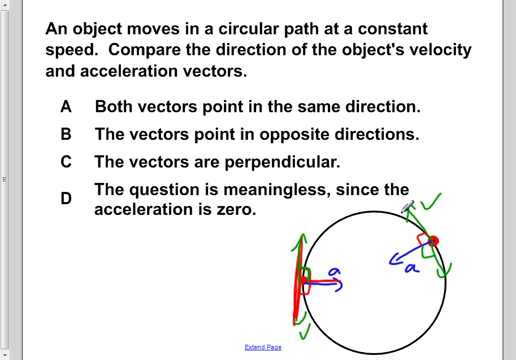 An object moves in a circular path at a constant
speed. Compare the direction of the object's velocity
and acceleration vectors.
A Both vectors point in the same direction.
B The vectors point in opposite directions.
C The vectors are perpendicular.
D The question is meaningless, since the
acceleration is zero.
v
a
a
v
v
Extend Page